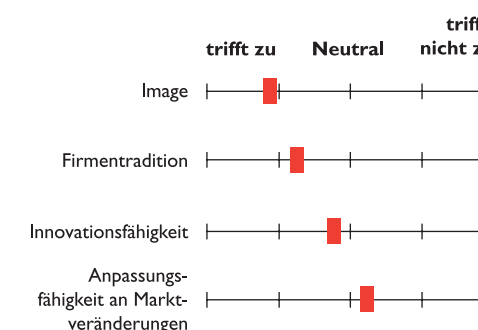 trifft zu Neutral nicht
Image
Firmentradition
Innovationsfähigkeit
Anpassungs-
fähigkeit an Markt-
veränderungen